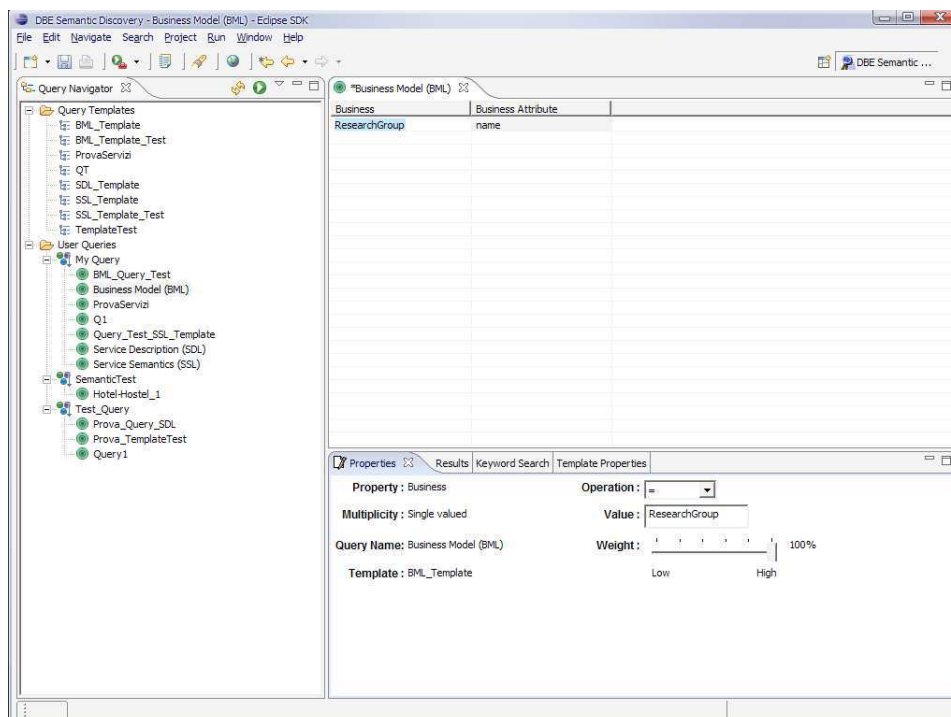 DBE Semantic Discovery - Business Model (BML) - Eclipse SDK
File Edit Navigate Search Project Run Window Help
DBE Semantic ...
Query Navigator
Query Templates
BML_Template
BML_Template_Test
ProvaServizi
QT
SDL_Template
SSL_Template
SSL_Template_Test
TemplateTest
User Queries
My Query
BML_Query_Test
Business Model (BML)
ProvaServizi
Q1
Query_Test_SSL_Template
Service Description (SDL)
Service Semantics (SSL)
SemanticTest
Hotel-Hostel_1
Test_Query
Prova_Query_SDL
Prova_TemplateTest
Query1
*Business Model (BML)
Business Business Attribute
ResearchGroup name
Properties Results Keyword Search Template Properties
Property : Business Operation : =
Multiplicity : Single valued Value : ResearchGroup
Query Name: Business Model (BML) Weight : 100%
Template : BML_Template Low High